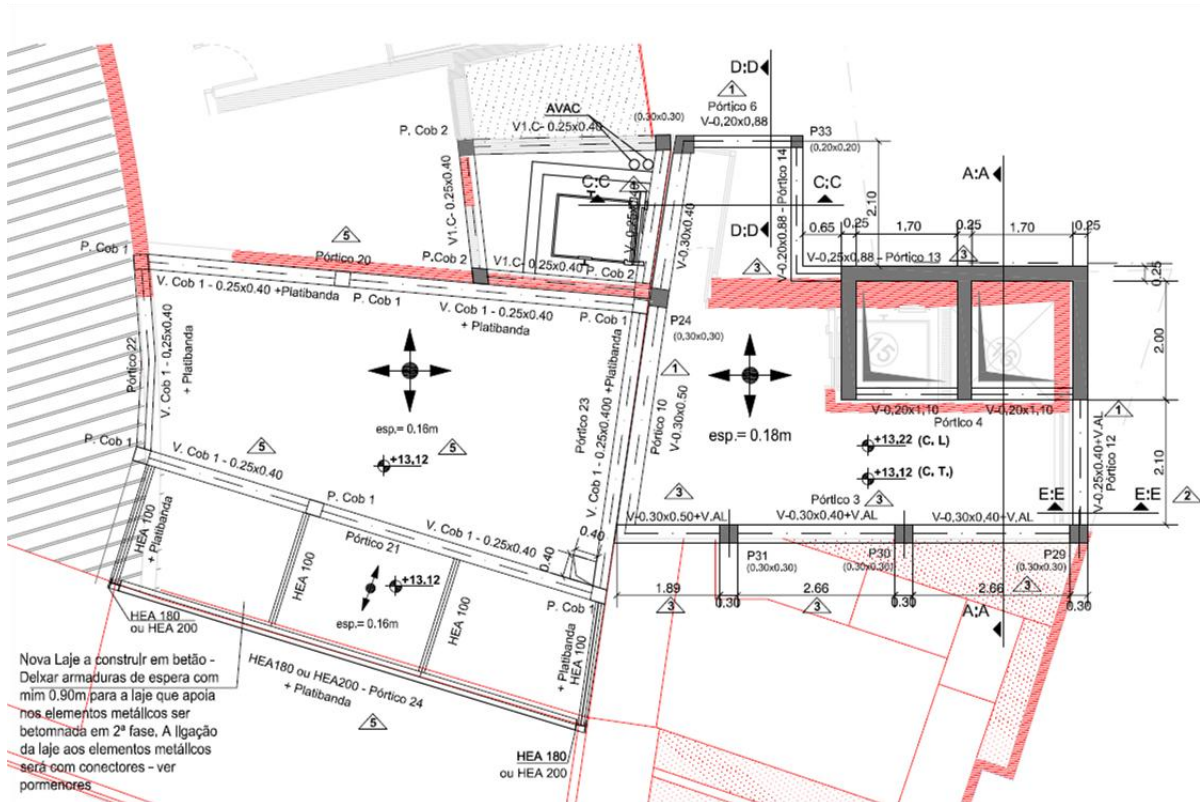 D:D
1
Pórtico 6
V-0,20x0,88
AVAC
(0.30x0.30)
P. Cob 2
V1.C- 0.25x0.40
P33
(0.20x0.20)
V1.C- 0.25x0.40
C:C
V- 0.25x0.40
V-0.30x0.40
V-0.20x0.88 - Pórtico 14
C:C
2.10
A:A
D:D
0.65
0.25
1.70
0.25
1.70
0.25
P. Cob 1
5
Pórtico 20
P.Cob 2
V1.C- 0.25x0.40
P. Cob 2
3
V-0,25x0,88 - Pórtico 13
3
0.25
V. Cob 1 - 0.25x0.40 +Platibanda
P. Cob 1
V. Cob 1 - 0.25x0.40
+ Platibanda
P. Cob 1
P24
(0,30x0.30)
Pórtico 22
V. Cob 1 - 0.25x0.40
+ Platibanda
15
16
2.00
1
esp.= 0.16m
Pórtico 23
V. Cob 1 - 0.25x0.400 +Platibanda
Pórtico 10
V-0.30x0.50
esp.= 0.18m
V-0,20x1,10
V-0,20x1,10
Pórtico 4
1
P. Cob 1
5
5
+13,12
+13,22 (C, L)
+13,12 (C, T,)
V-0.25x0.40+V.AL
Pórtico 12
2.10
V. Cob 1 - 0.25x0.40
P. Cob 1
3
Pórtico 3
3
E:E
E:E
2
V-0.30x0.50+V.AL
V-0.30x0,40+V.AL
V-0,30x0,40+V.AL
HEA 100
+ Platibanda
V. Cob 1 - 0.25x0.40
0.40
0.40
Pórtico 21
HEA 100
P31
(0.30x0.30)
P30
(0.30x0.30)
P29
(0.30x0.30)
+13.12
esp.= 0.16m
HEA 100
P. Cob 1
1.89
0.30
2.66
0.30
2.66
0.30
3
3
3
A:A
HEA 180
ou HEA 200
+ Platibanda
HEA 100
HEA180 ou HEA200 - Pórtico 24
+ Platibanda
5
Nova Laje a construir em betão -
Deixar armaduras de espera com
mim 0.90m para a laje que apoia
nos elementos metálicos ser
betomnada em 2ª fase, A ligação
da laje aos elementos metálicos
será com conectores - ver
pormenores
HEA 180
ou HEA 200